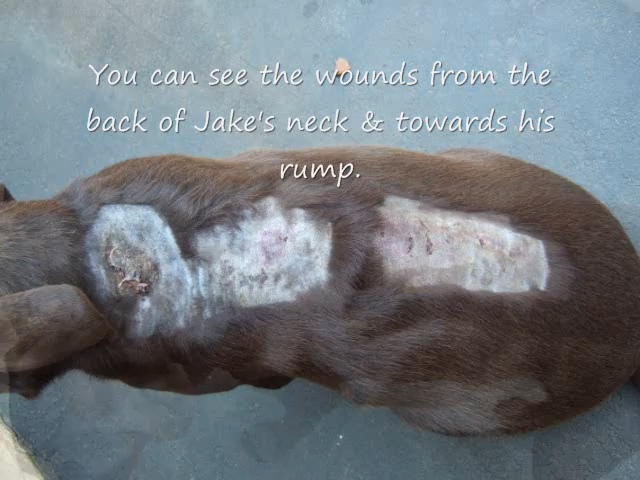 You can see the wounds from the
back of Jake's neck & towards his
rump.